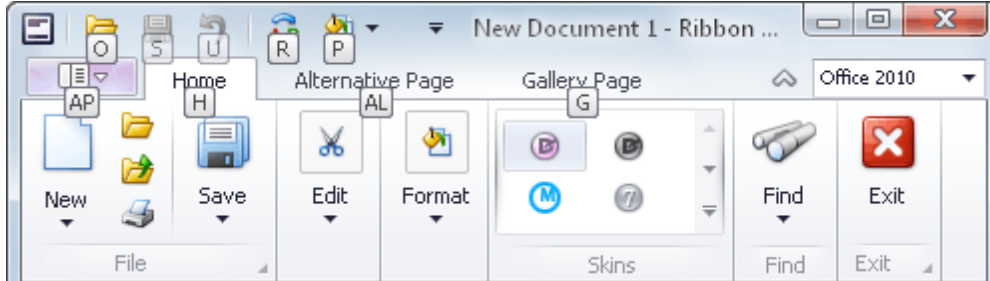 New Document 1 - Ribbon ...
O S U R P
Home Alternative Page Gallery Page Office 2010
AP H AL G
New Save Edit Format Find Exit
File Skins Find Exit